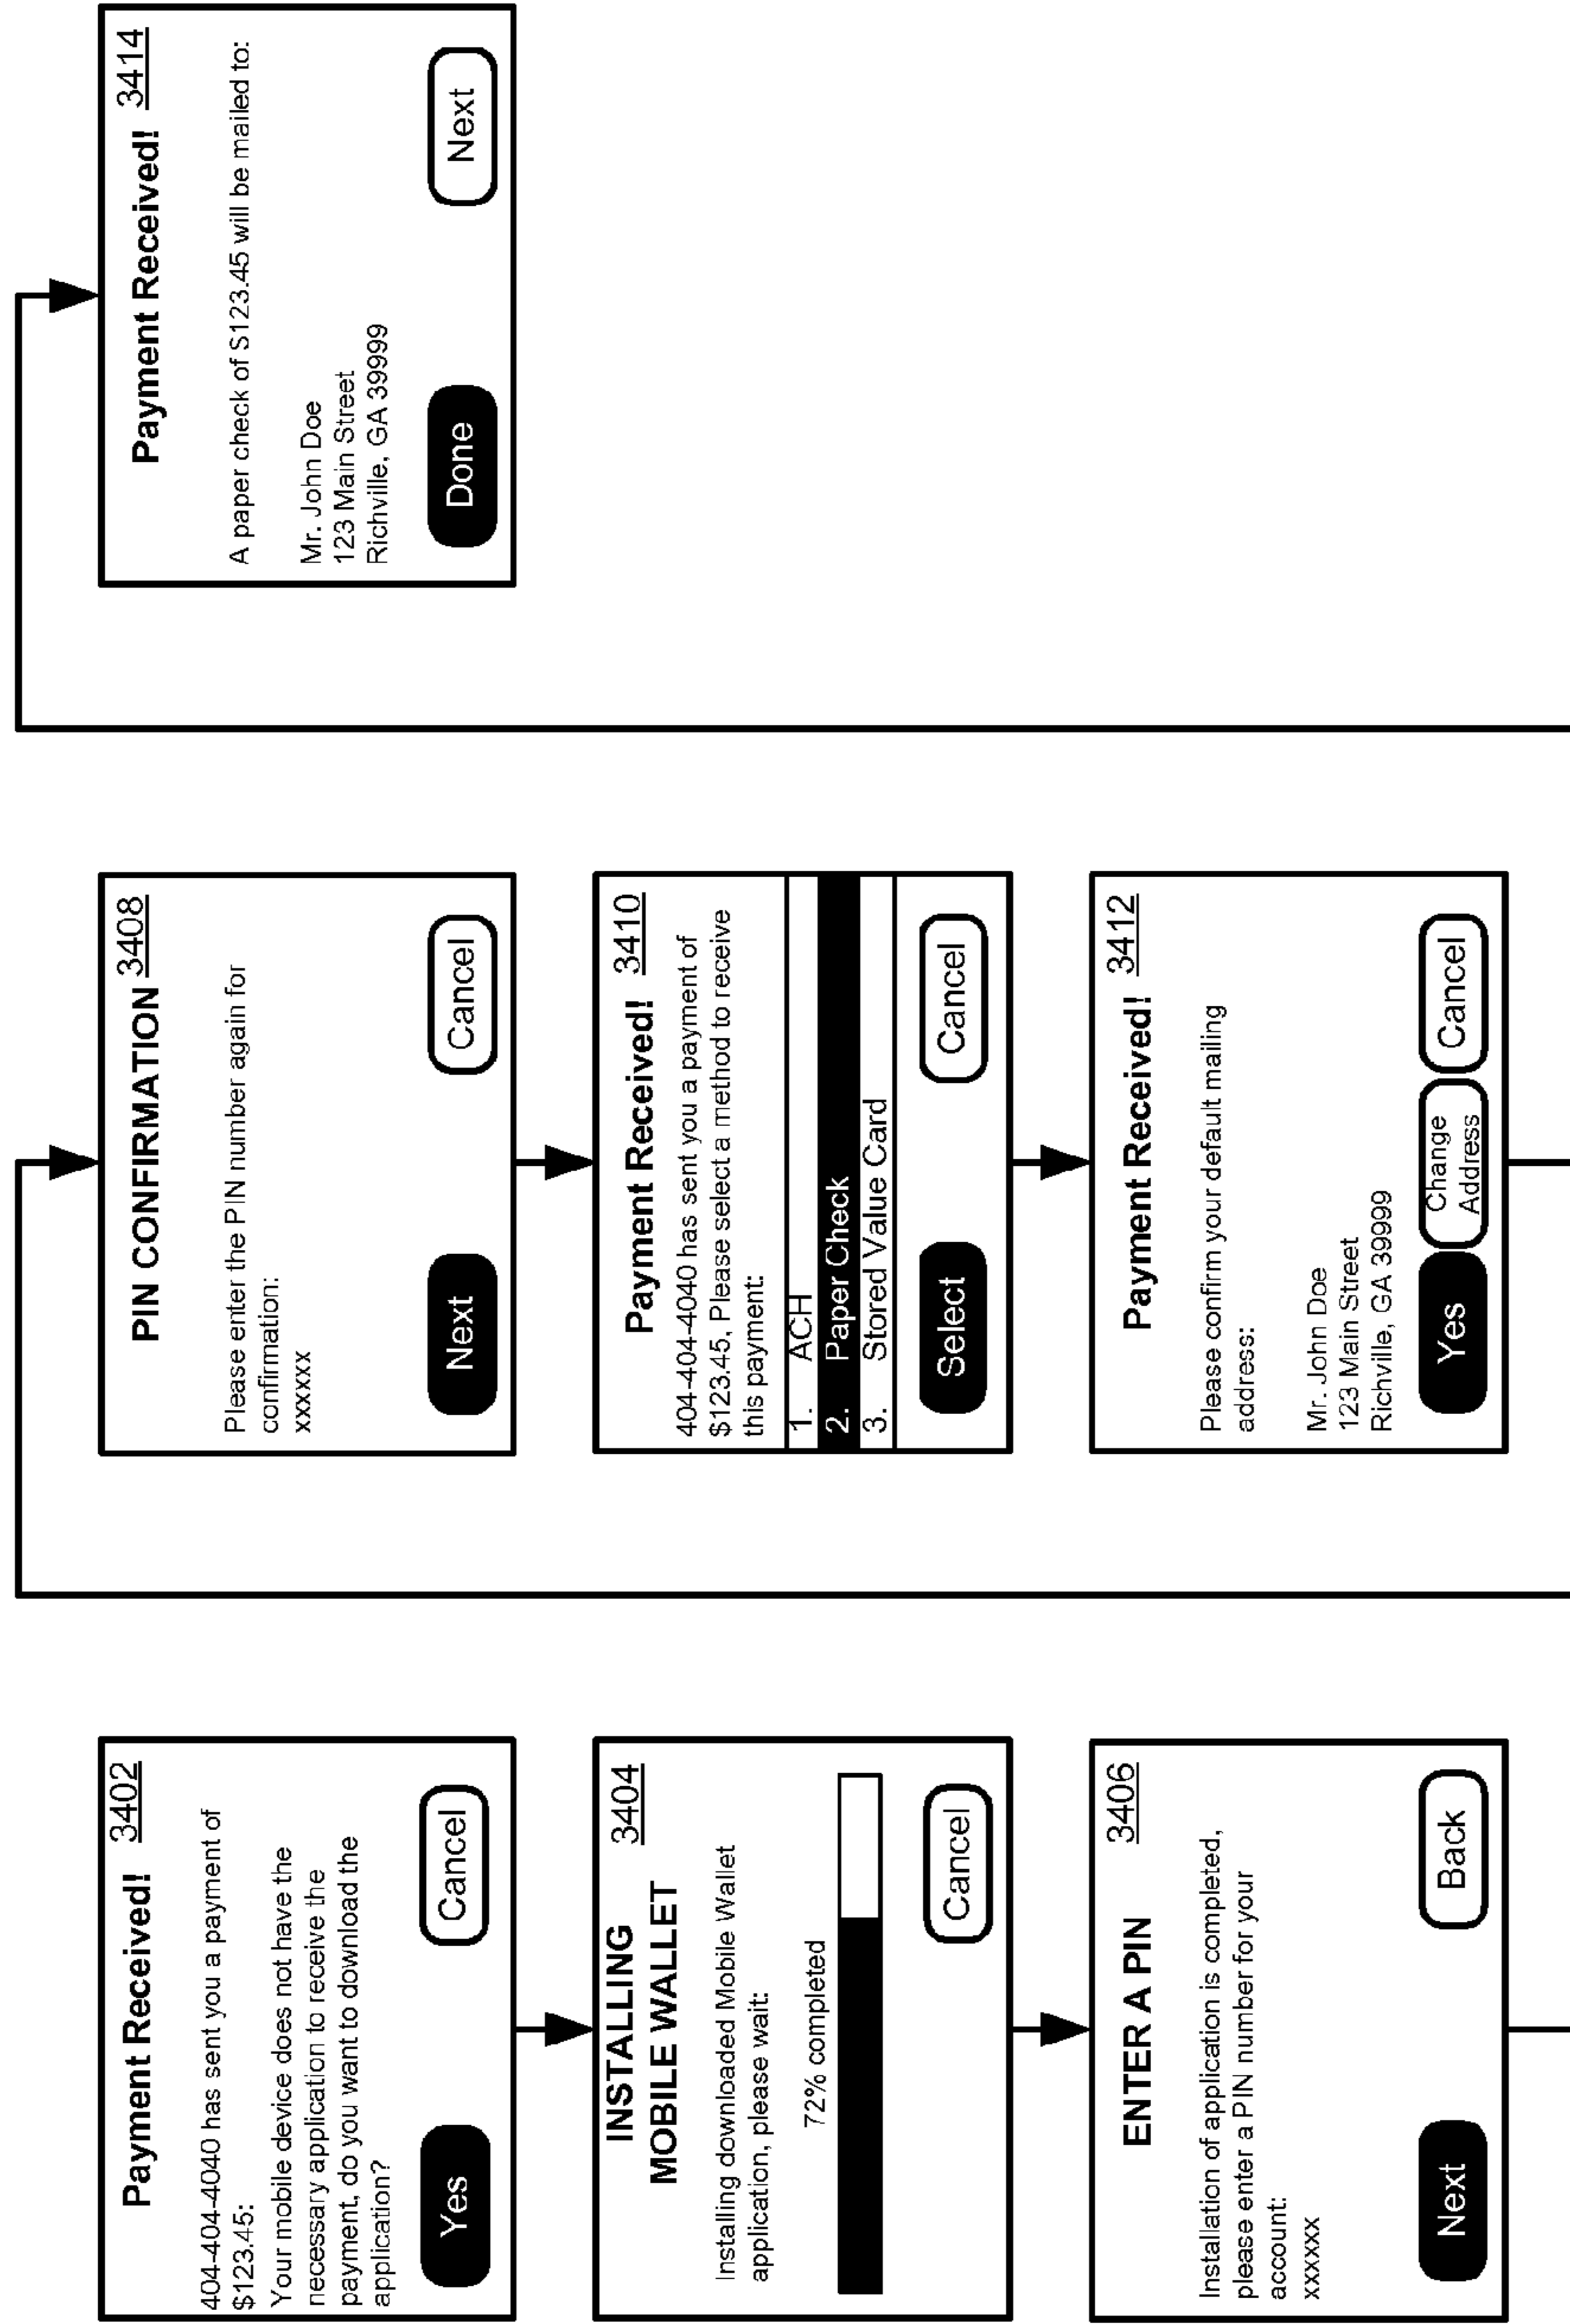 Payment Received! 3402
404-404-4040 has sent you a payment of
$123.45:
Your mobile device does not have the
necessary application to receive the
payment, do you want to download the
application?
Yes
Cancel
INSTALLING
MOBILE WALLET
3404
Installing downloaded Mobile Wallet
application, please wait:
72% completed
Cancel
ENTER A PIN 3406
Installation of application is completed,
please enter a PIN number for your
account:
xxxxxx
Next
Back
PIN CONFIRMATION 3408
Please enter the PIN number again for
confirmation:
xxxxxx
Next
Cancel
Payment Received! 3410
404-404-4040 has sent you a payment of
$123.45, Please select a method to receive
this payment:
1. ACH
2. Paper Check
3. Stored Value Card
Select
Cancel
Payment Received! 3412
Please confirm your default mailing
address:
Mr. John Doe
123 Main Street
Richville, GA 39999
Yes
Change
Address
Cancel
Payment Received! 3414
A paper check of S123.45 will be mailed to:
Mr. John Doe
123 Main Street
Richville, GA 39999
Done
Next